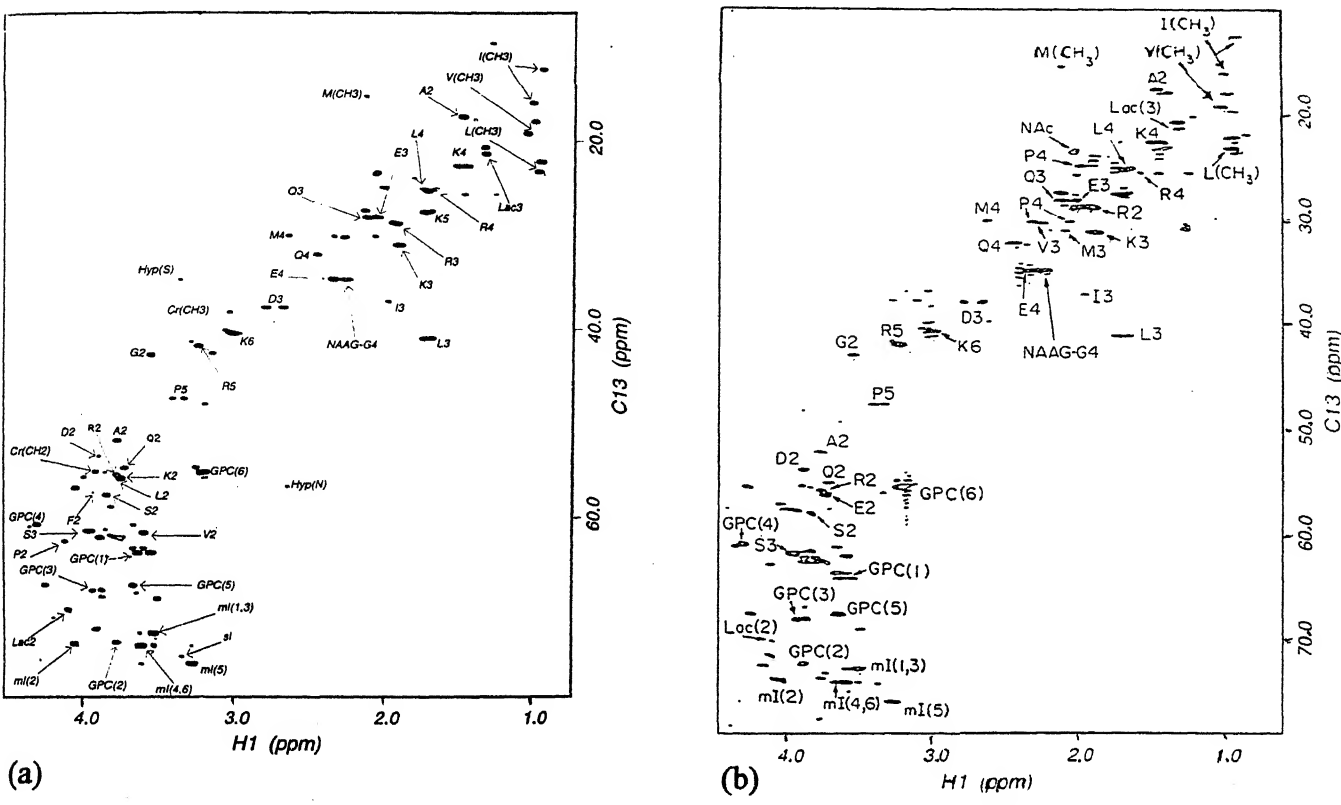 I(CH3)
V(CH3)
M(CH3)
A2
L(CH3)
L4
E3
K4
20.0
Q3
Lac3
K5
R4
M4
Q4
R3
Hyp(S)
E4
K3
D3
I3
Cr(CH3)
K6
NAAG-G4
L3
40.0
G2
R5
P5
C13 (ppm)
D2
R2
A2
Q2
Cr(CH2)
K2
GPC(6)
Hyp(N)
L2
S2
F2
GPC(4)
S3
V2
60.0
P2
GPC(1)
GPC(3)
GPC(5)
mI(1,3)
Lac2
sI
mI(2)
GPC(2)
mI(4,6)
mI(5)
4.0
3.0
2.0
1.0
H1 (ppm)
(a)
I(CH3)
M(CH3)
V(CH3)
A2
Lac(3)
20.0
NAc
L4
K4
P4
L(CH3)
Q3
E3
R4
M4
P4
R2
30.0
Q4
V3
M3
K3
E4
I3
D3
NAAG-G4
L3
G2
R5
K6
40.0
C13 (ppm)
P5
50.0
A2
D2
Q2
R2
GPC(6)
E2
GPC(4)
S2
S3
60.0
GPC(1)
GPC(3)
GPC(5)
Lac(2)
70.0
GPC(2)
mI(1,3)
mI(2)
mI(4,6)
mI(5)
4.0
3.0
2.0
1.0
H1 (ppm)
(b)